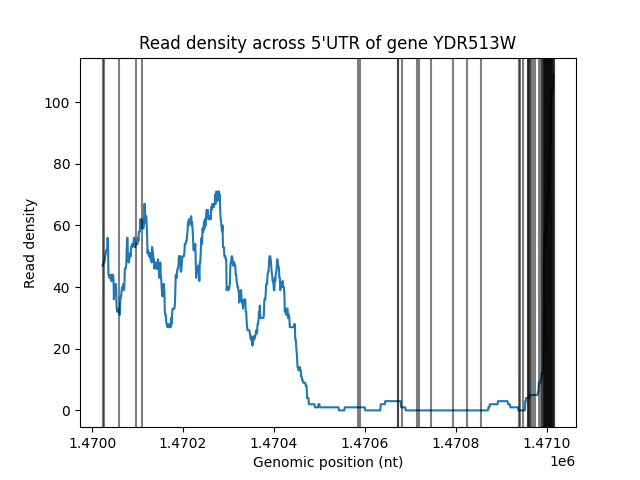 Read density across 5'UTR of gene YDR513W
Read density
100
80
60
40
20
0
1.4700 1.4702 1.4704 1.4706 1.4708 1.4710
1e6
Genomic position (nt)